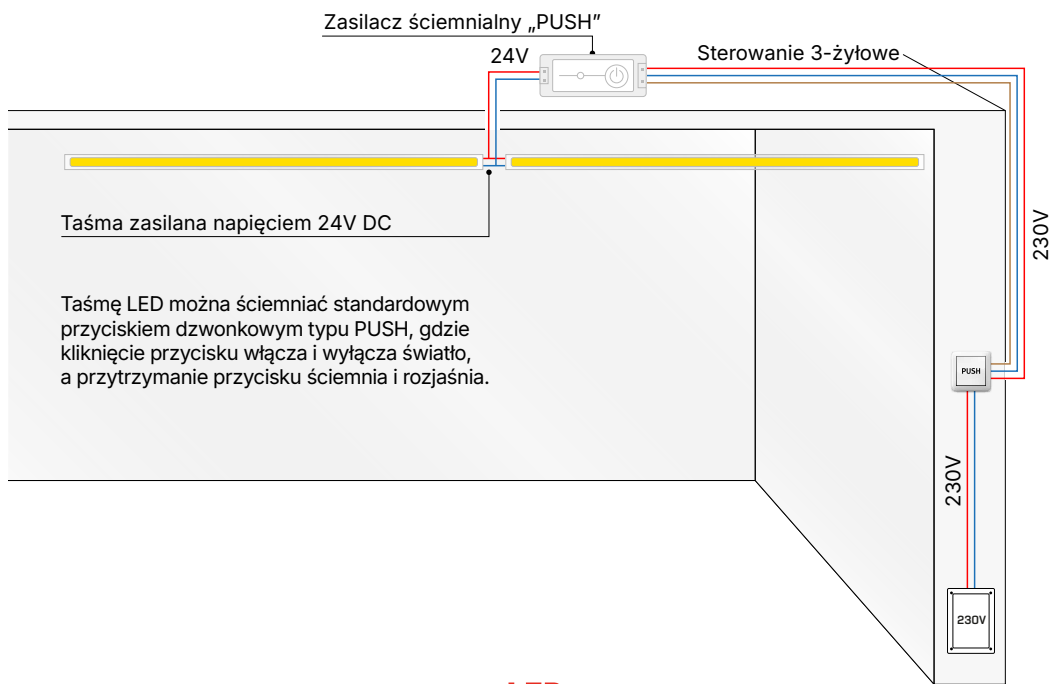 Zasilacz ściemnialny „PUSH”
24V
Sterowanie 3-żyłowe
Taśma zasilana napięciem 24V DC
230V
Taśmę LED można ściemniać standardowym
przyciskiem dzwonkowym typu PUSH, gdzie
kliknięcie przycisku włącza i wyłącza światło,
a przytrzymanie przycisku ściemnia i rozjaśnia.
PUSH
230V
230V